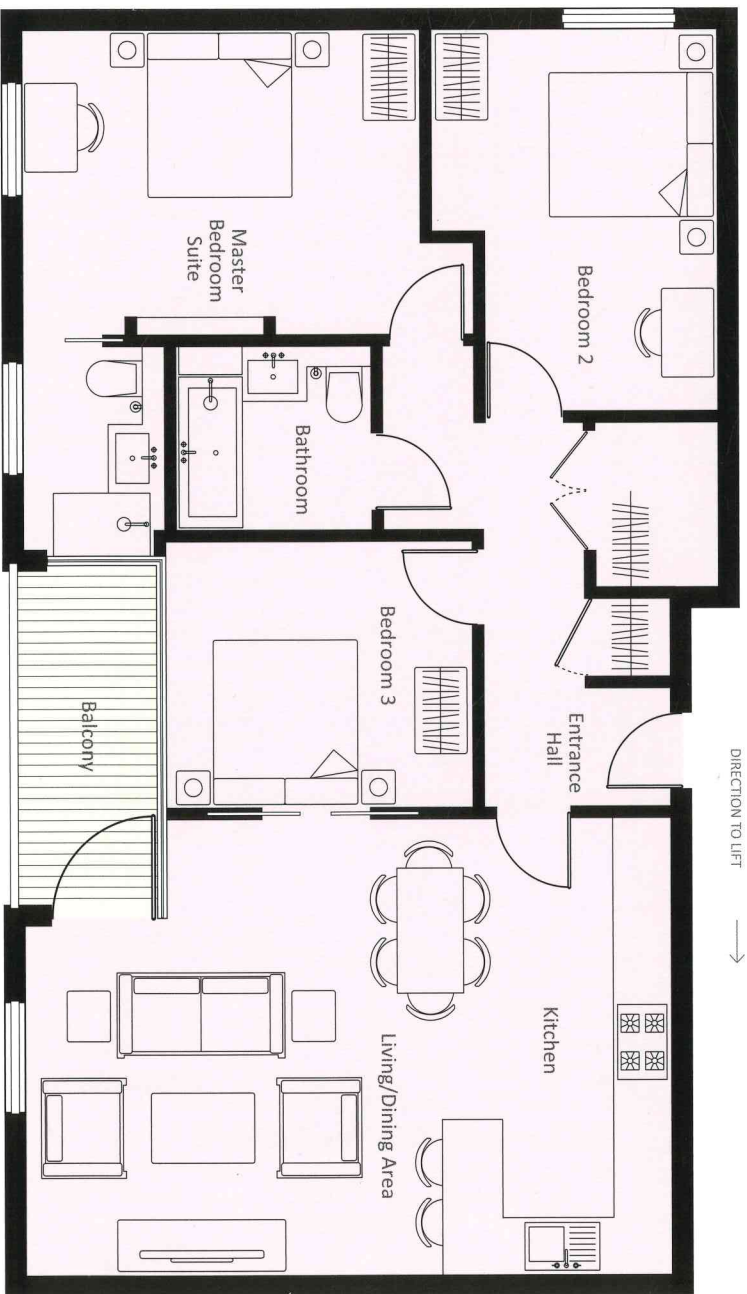 DIRECTION TO LIFT
Bedroom 2
Master
Bedroom
Suite
Bathroom
Bedroom 3
Entrance
Hall
Balcony
Kitchen
Living/Dining Area